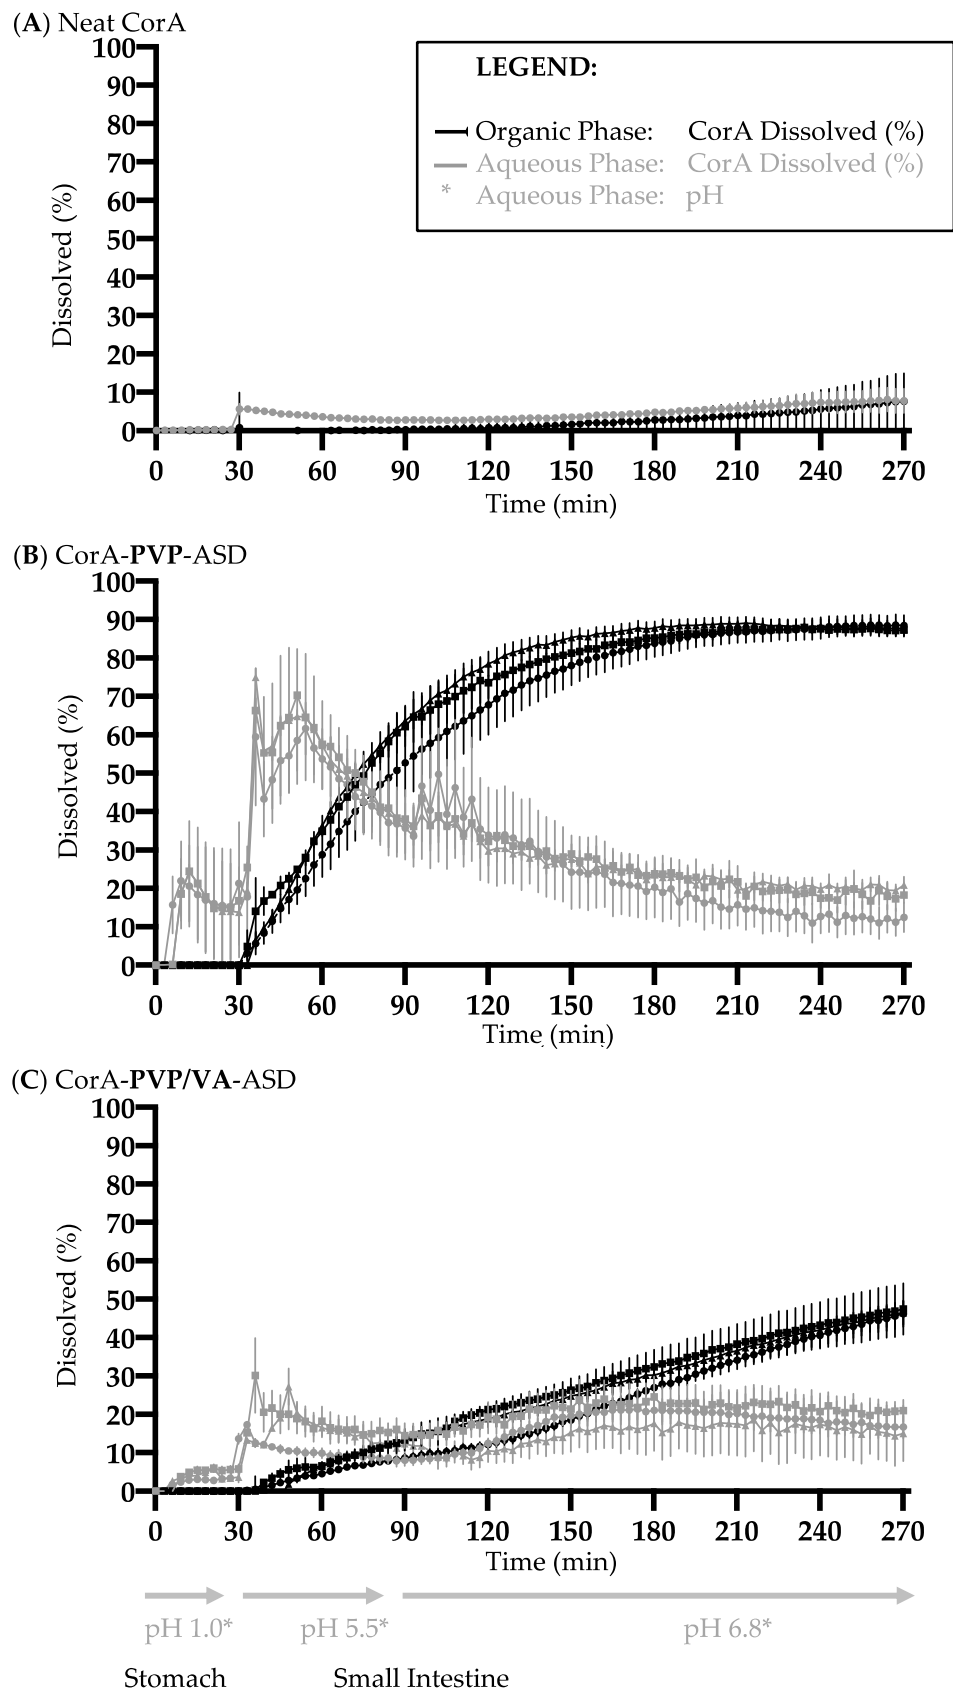 (A) Neat CorA
100
90
80
70
60
50
40
30
20
10
0
Dissolved (%)
LEGEND:
Organic Phase: CorA Dissolved (%)
Aqueous Phase: CorA Dissolved (%)
* Aqueous Phase: pH
0 30 60 90 120 150 180 210 240 270
Time (min)
(B) CorA-PVP-ASD
100
90
80
70
60
50
40
30
20
10
0
Dissolved (%)
0 30 60 90 120 150 180 210 240 270
Time (min)
(C) CorA-PVP/VA-ASD
100
90
80
70
60
50
40
30
20
10
0
Dissolved (%)
0 30 60 90 120 150 180 210 240 270
Time (min)
pH 1.0* pH 5.5* pH 6.8*
Stomach Small Intestine